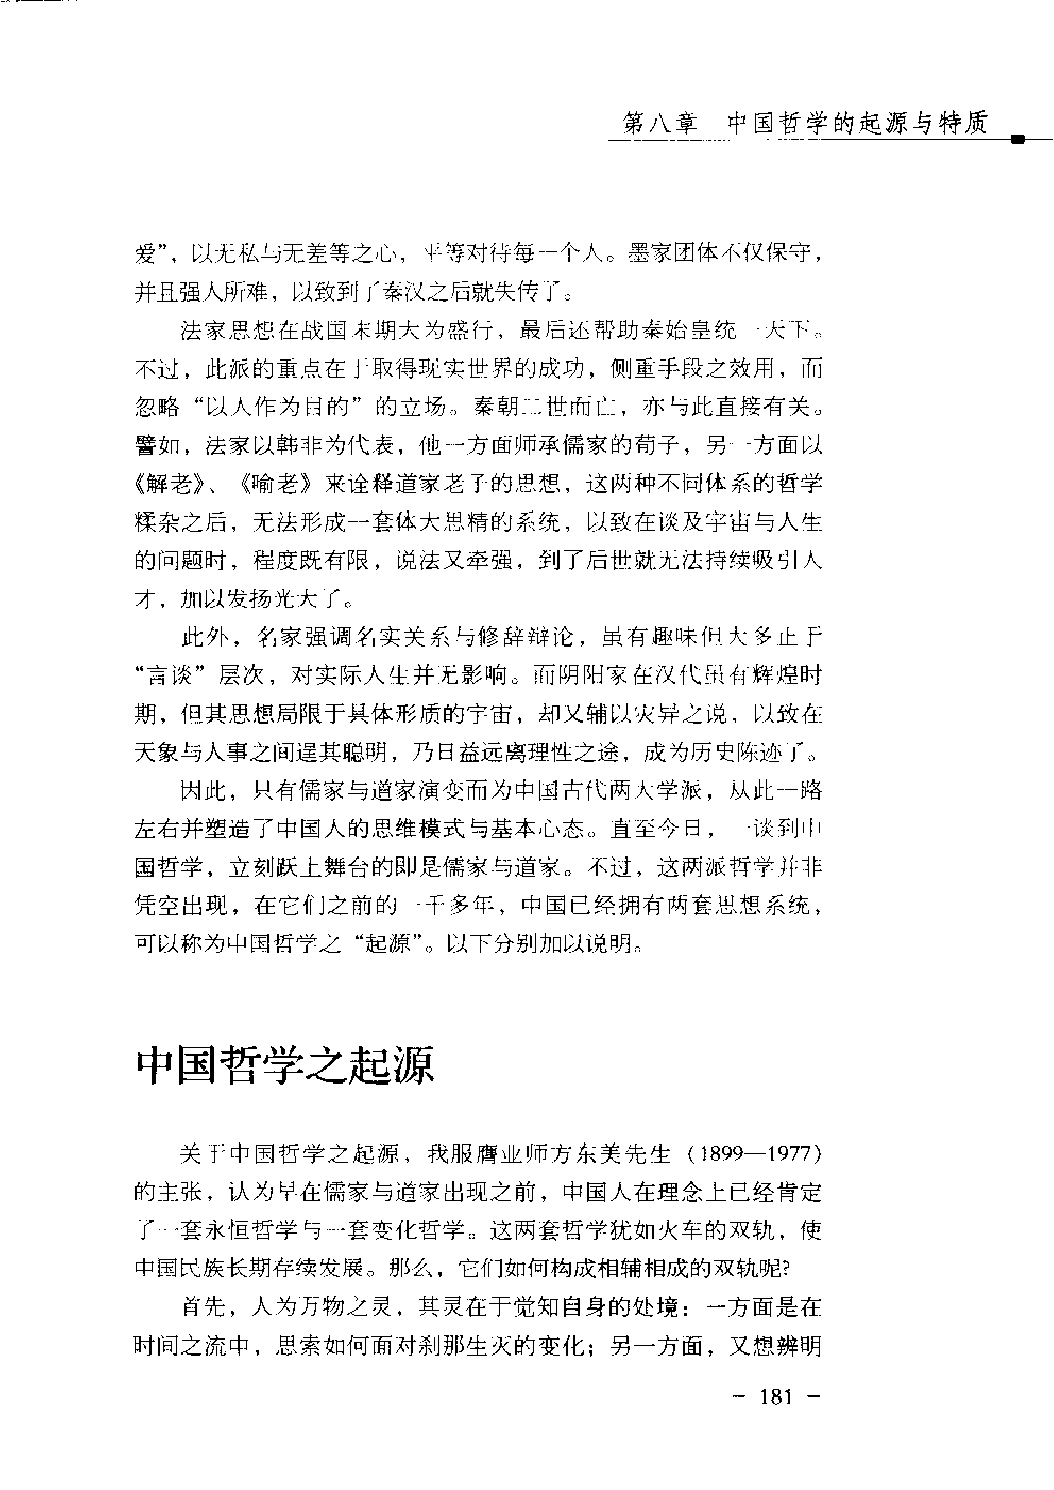 第八章 中国哲学的起源与特质
爱”，以无私与无差等之心，平等对待每一个人。墨家团体不仅保守，
并且强人所难，以致到了秦汉之后就失传了。
法家思想在战国末期大为盛行，最后还帮助秦始皇统一天下。
不过，此派的重点在于取得现实世界的成功，侧重手段之效用，而
忽略“以人作为目的”的立场。秦朝二世而亡，亦与此直接有关。
譬如，法家以韩非为代表，他一方面师承儒家的荀子，另一方面以
《解老》、《喻老》来诠释道家老子的思想，这两种不同体系的哲学
糅杂之后，无法形成一套体大思精的系统，以致在谈及宇宙与人生
的问题时，程度既有限，说法又牵强，到了后世就无法持续吸引人
才，加以发扬光大了。
此外，名家强调名实关系与修辞辩论，虽有趣味但大多止于
“言谈”层次，对实际人生并无影响。而阴阳家在汉代虽有辉煌时
期，但其思想局限于具体形质的宇宙，却又辅以灾异之说，以致在
天象与人事之间逞其聪明，乃日益远离理性之途，成为历史陈迹了。
因此，只有儒家与道家演变而为中国古代两大学派，从此一路
左右并塑造了中国人的思维模式与基本心态。直至今日，一谈到中
国哲学，立刻跃上舞台的即是儒家与道家。不过，这两派哲学并非
凭空出现，在它们之前的一千多年，中国已经拥有两套思想系统，
可以称为中国哲学之“起源”。以下分别加以说明。
中国哲学之起源
关于中国哲学之起源，我服膺业师方东美先生（1899—1977）
的主张，认为早在儒家与道家出现之前，中国人在理念上已经肯定
了一套永恒哲学与一套变化哲学。这两套哲学犹如火车的双轨，使
中国民族长期存续发展。那么，它们如何构成相辅相成的双轨呢?
首先，人为万物之灵，其灵在于觉知自身的处境：一方面是在
时间之流中，思索如何面对刹那生灭的变化；另一方面，又想辨明
－ 181 －